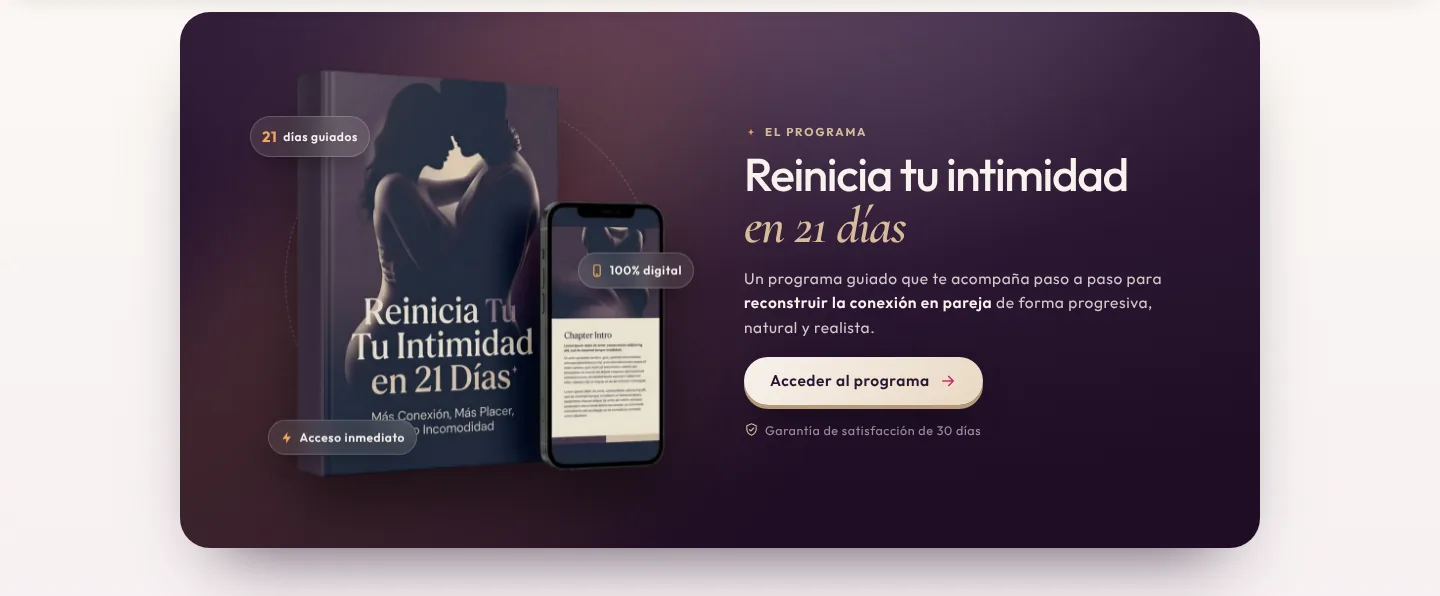 21 días guiados
Reinicia Tu
Tu Intimidad
en 21 Días
Más Conexión, Más Placer,
Incomodidad
Acceso inmediato
100% digital
Chapter Intro
EL PROGRAMA
Reinicia tu intimidad
en 21 días
Un programa guiado que te acompaña paso a paso para
reconstruir la conexión en pareja de forma progresiva,
natural y realista.
Acceder al programa
Garantía de satisfacción de 30 días